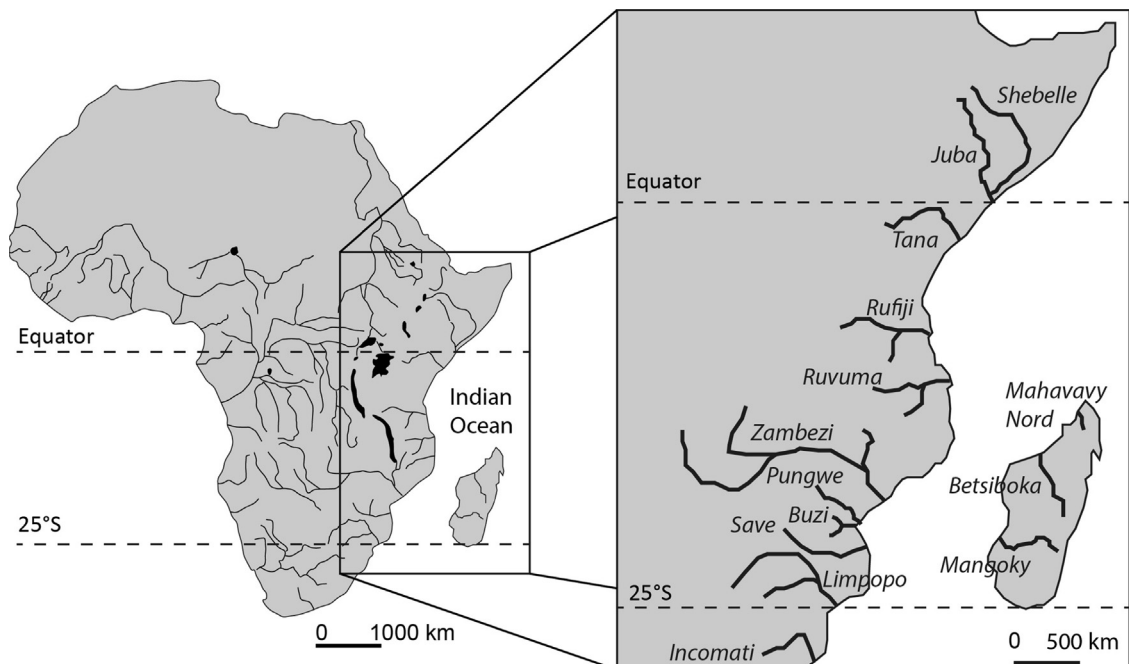 Equator
Indian
Ocean
25°S
0 1000 km
Shebelle
Juba
Equator
Tana
Rufiji
Ruvuma
Mahavavy
Nord
Zambezi
Pungwe
Betsiboka
Buzi
Save
Mangoky
Limpopo
25°S
Incomati
0 500 km